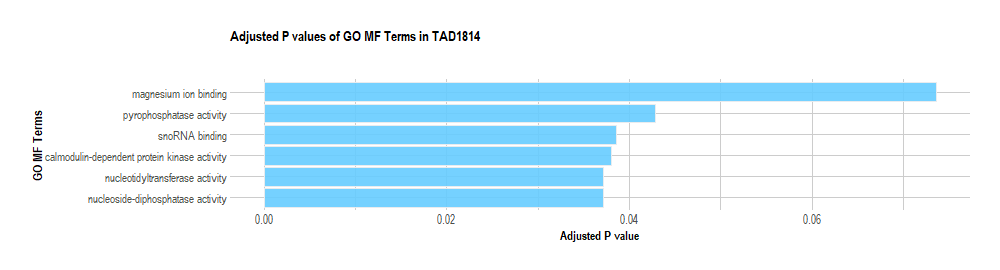 Adjusted P values of GO MF Terms in TAD1814
GO MF Terms
magnesium ion binding
pyrophosphatase activity
snoRNA binding
calmodulin-dependent protein kinase activity
nucleotidyltransferase activity
nucleoside-diphosphatase activity
0.00 0.02 0.04 0.06
Adjusted P value